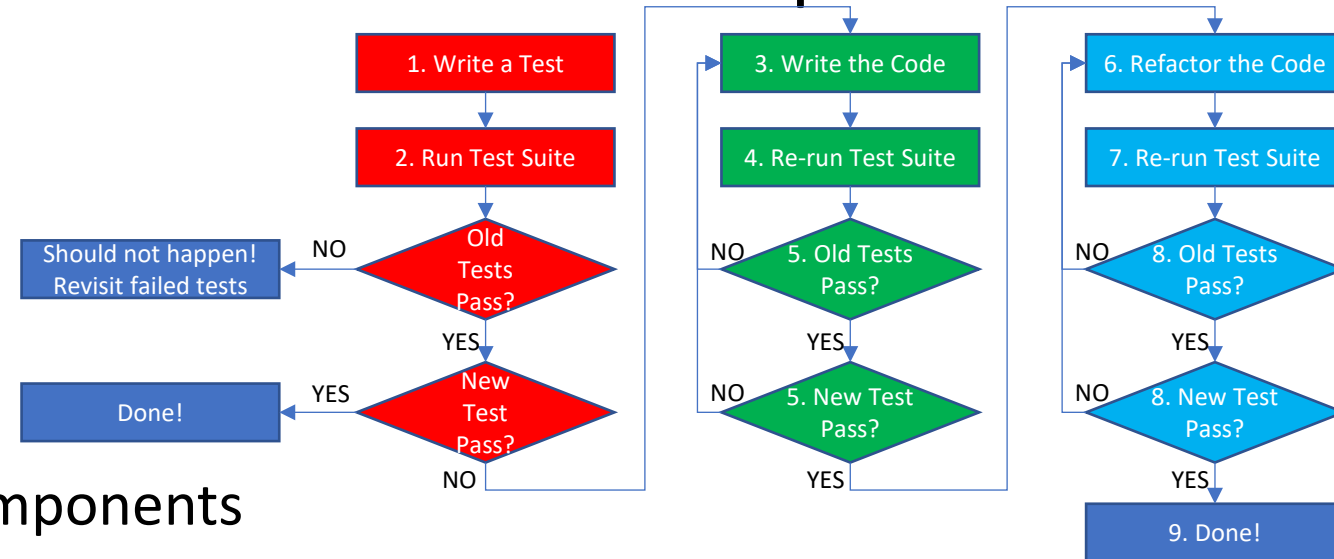 1. Write a Test
2. Run Test Suite
Old
Tests
Pass?
NO
Should not happen!
Revisit failed tests
YES
New
Test
Pass?
YES
Done!
NO
3. Write the Code
4. Re-run Test Suite
5. Old Tests
Pass?
NO
YES
5. New Test
Pass?
NO
YES
6. Refactor the Code
7. Re-run Test Suite
8. Old Tests
Pass?
NO
YES
8. New Test
Pass?
NO
YES
9. Done!
mponents